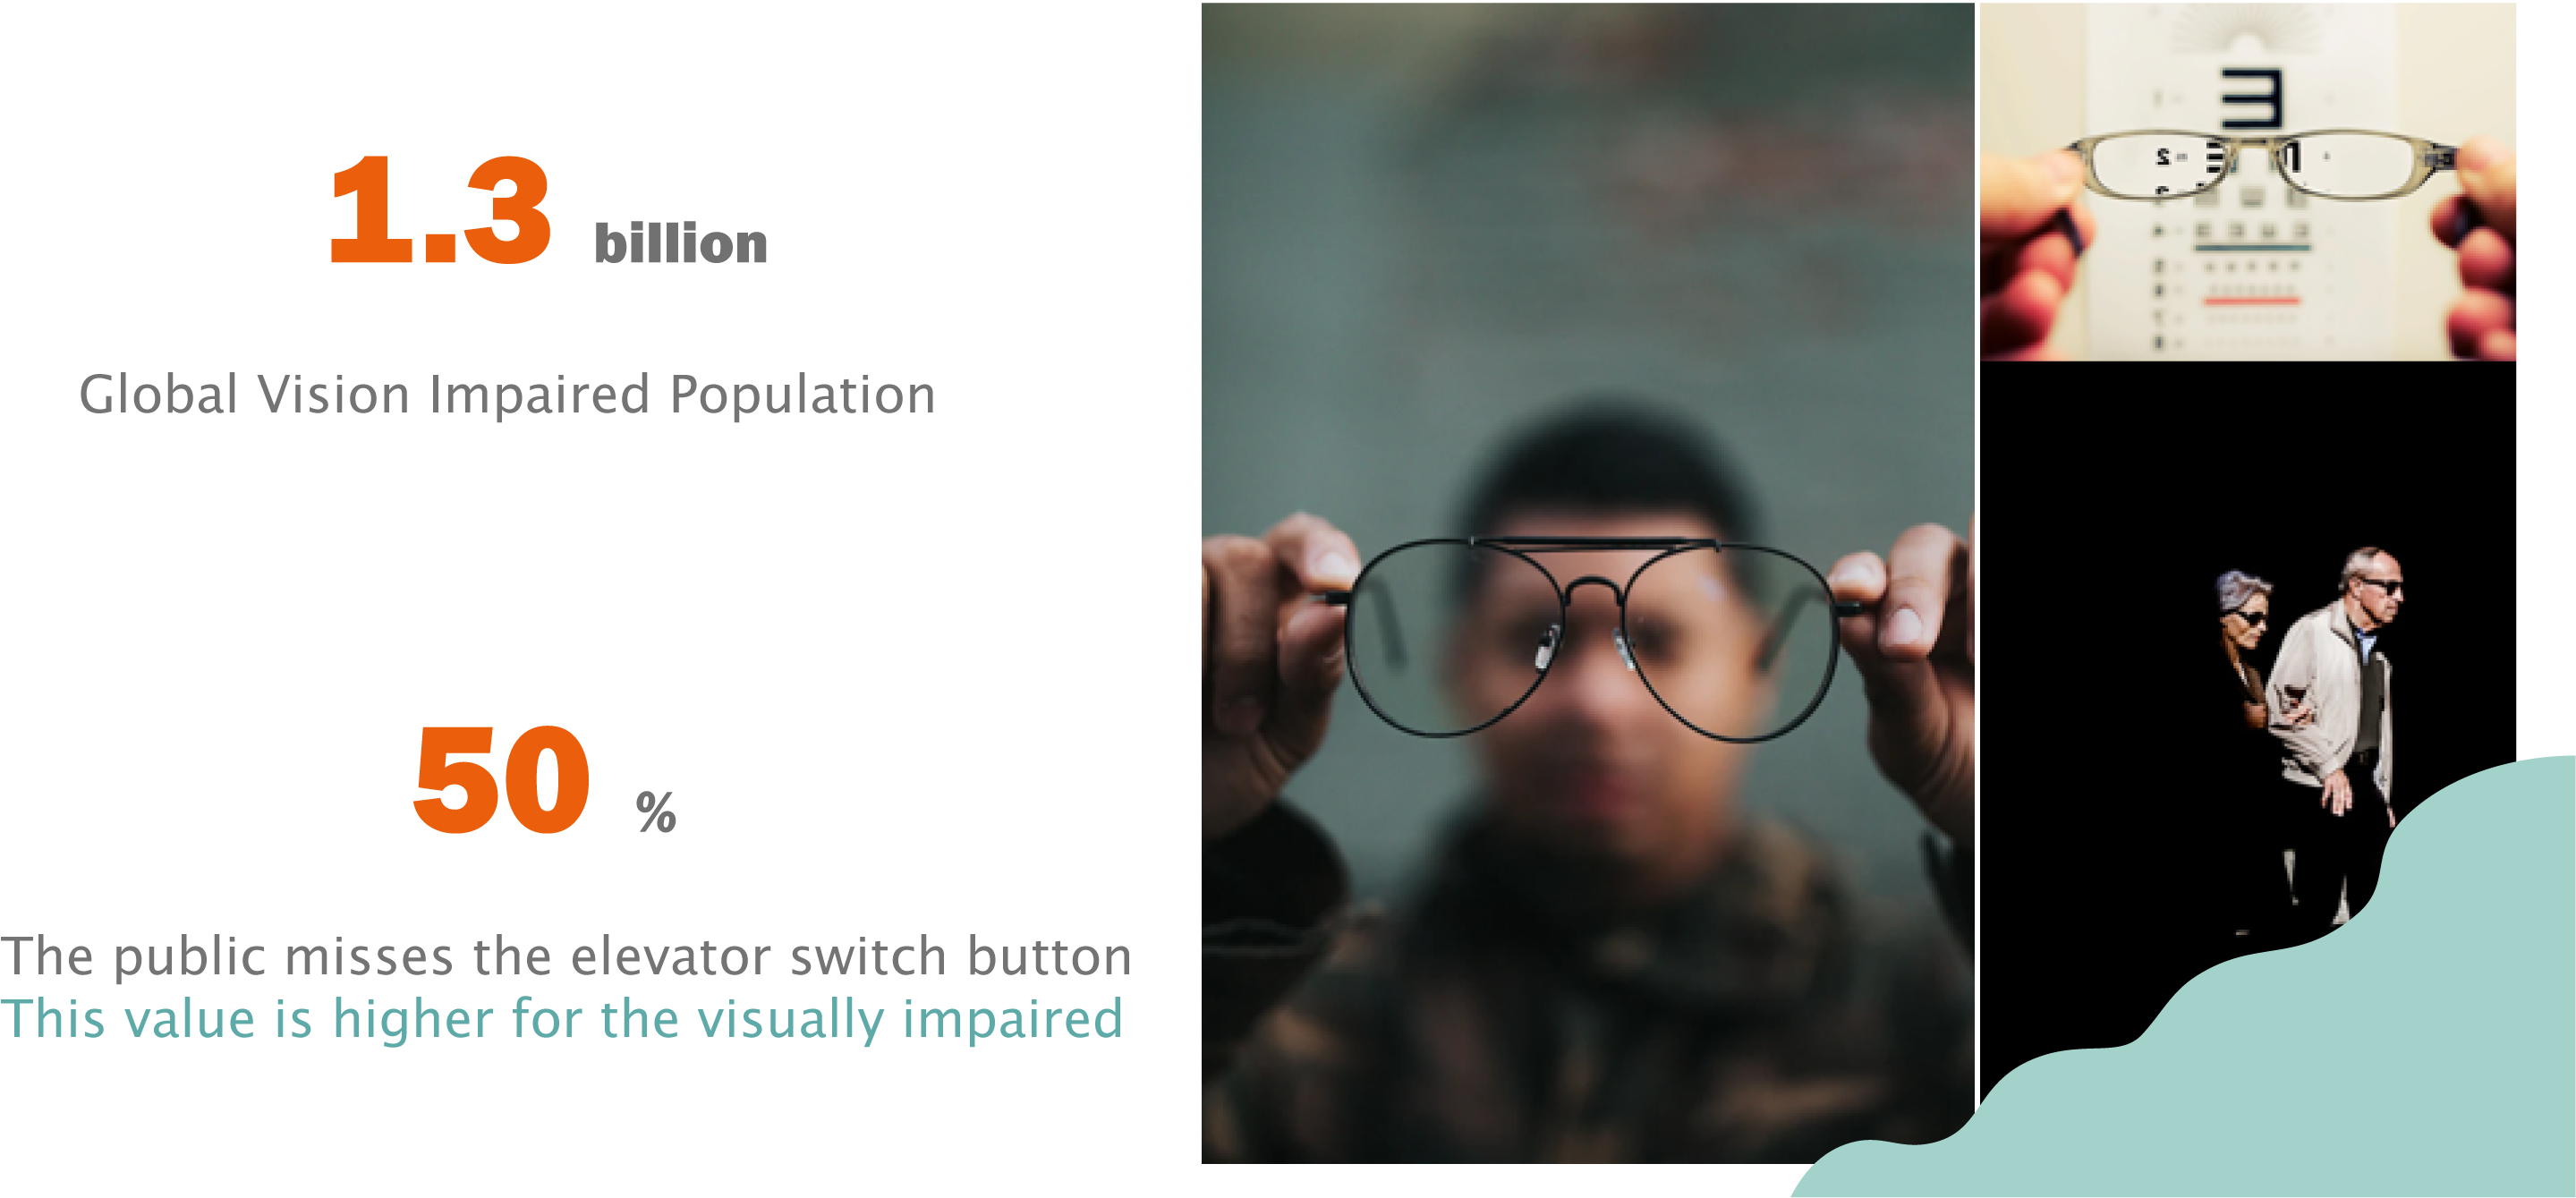 1.3 billion
Global Vision Impaired Population
50 %
The public misses the elevator switch button
This value is higher for the visually impaired